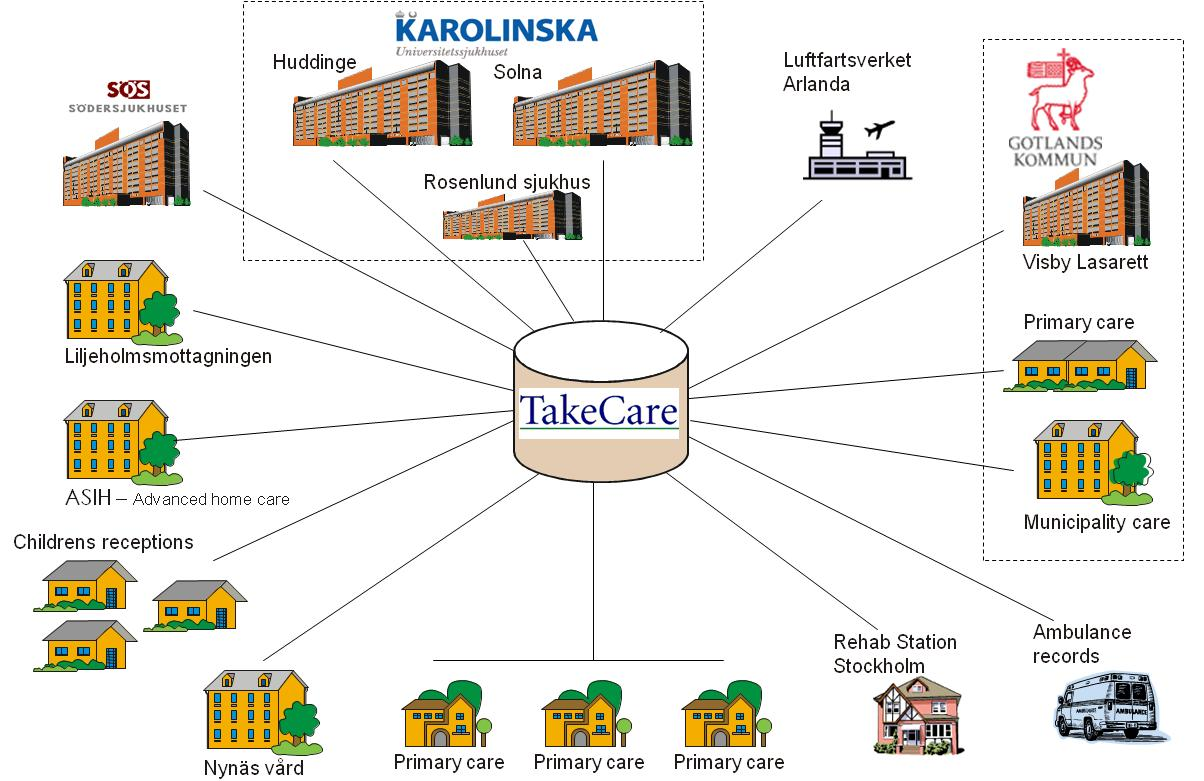 KAROLINSKA
Universitetssjukhuset
Huddinge
Solna
Rosenlund sjukhus
Luftfartsverket
Arlanda
GOTLANDS
KOMMUN
Visby Lasarett
Primary care
Municipality care
SÖS
SÖDERSJUKHUSET
Liljeholmsmottagningen
TakeCare
ASIH – Advanced home care
Childrens receptions
Nynäs vård
Primary care
Primary care
Primary care
Rehab Station
Stockholm
Ambulance
records
AMBULANCE